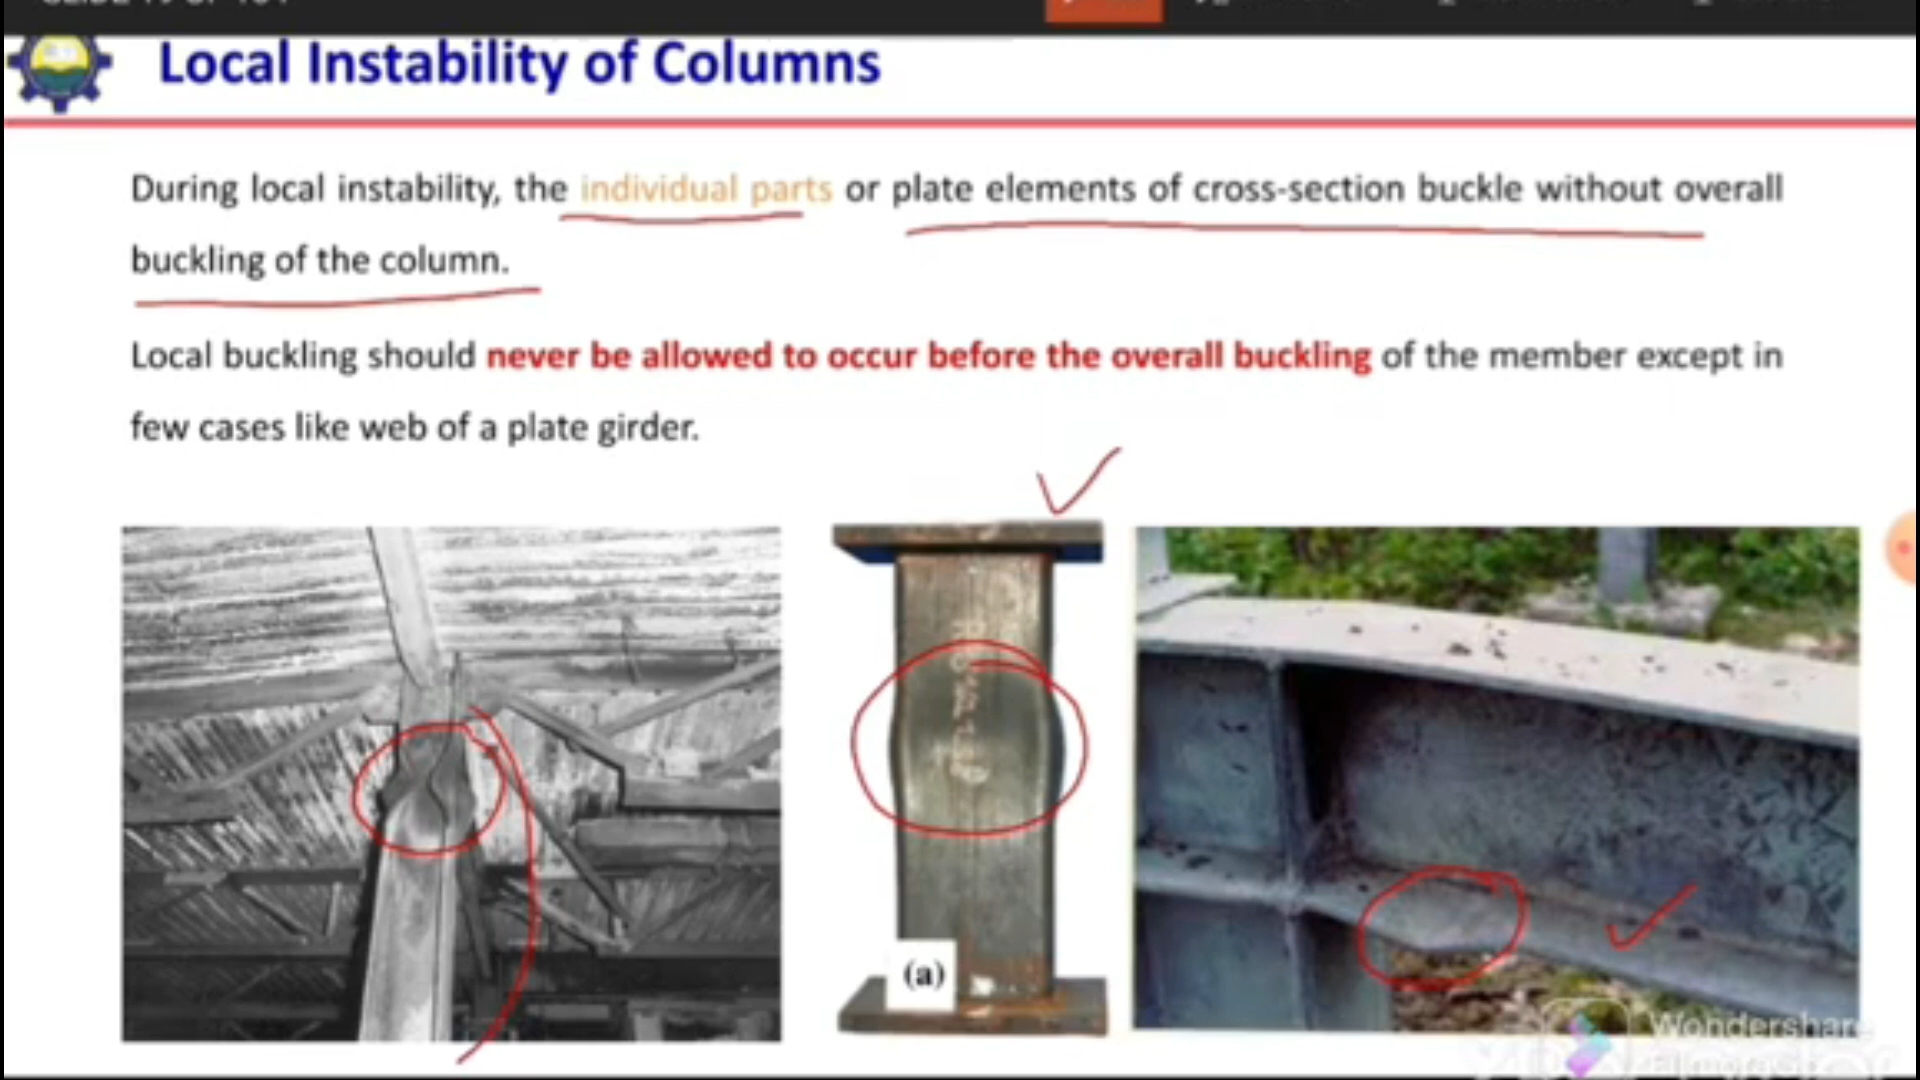 Local Instability of Columns
During local instability, the individual parts or plate elements of cross-section buckle without overall
buckling of the column.
Local buckling should never be allowed to occur before the overall buckling of the member except in
few cases like web of a plate girder.
(a)
Wondershare
Filmora